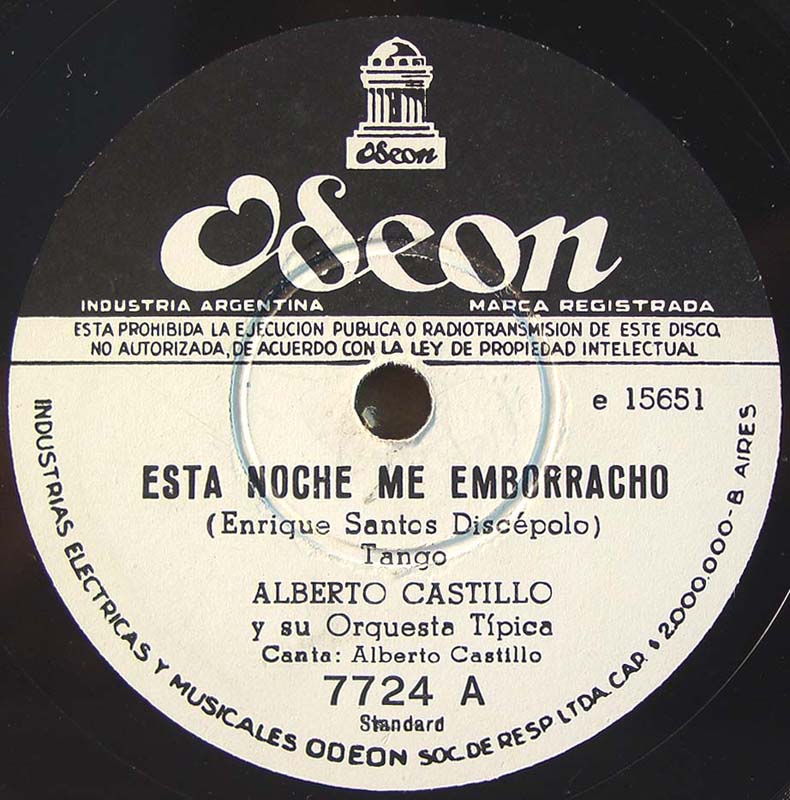 Odeon
Odeon
INDUSTRIA ARGENTINA MARCA REGISTRADA
ESTA PROHIBIDA LA EJECUCION PUBLICA O RADIOTRANSMISION DE ESTE DISCO,
NO AUTORIZADA, DE ACUERDO CON LA LEY DE PROPIEDAD INTELECTUAL
e 15651
ESTA NOCHE ME EMBORRACHO
(Enrique Santos Discépolo)
Tango
ALBERTO CASTILLO
y su Orquesta Típica
Canta: Alberto Castillo
7724 A
Standard
INDUSTRIAS ELECTRICAS Y MUSICALES ODEON SOC. DE RESP. LTDA. CAP. $ 2.000.000-B AIRES